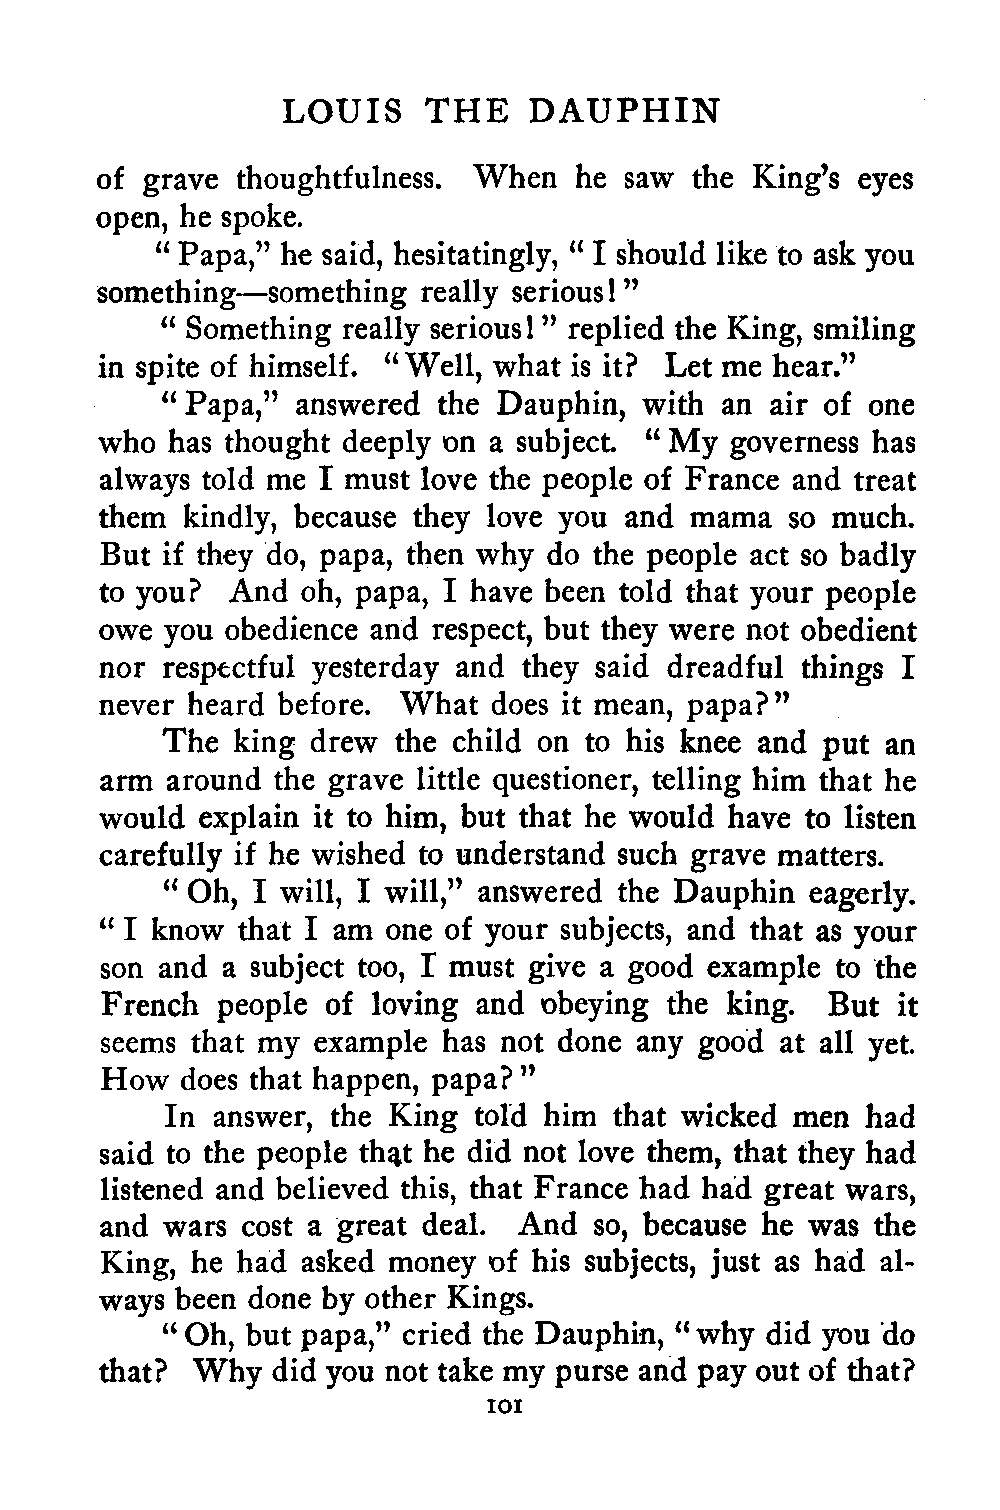 LOUIS THE DAUPHIN
of grave thoughtfulness. When he saw the King's eyes
open, he spoke.
" Papa," he said, hesitatingly, " I should like to ask you
something—something really serious! "
" Something really serious! " replied the King, smiling
in spite of himself. " Well, what is it? Let me hear."
" Papa," answered the Dauphin, with an air of one
who has thought deeply on a subject. " My governess has
always told me I must love the people of France and treat
them kindly, because they love you and mama so much.
But if they do, papa, then why do the people act so badly
to you? And oh, papa, I have been told that your people
owe you obedience and respect, but they were not obedient
nor respectful yesterday and they said dreadful things I
never heard before. What does it mean, papa? "
The king drew the child on to his knee and put an
arm around the grave little questioner, telling him that he
would explain it to him, but that he would have to listen
carefully if he wished to understand such grave matters.
" Oh, I will, I will," answered the Dauphin eagerly.
" I know that I am one of your subjects, and that as your
son and a subject too, I must give a good example to the
French people of loving and obeying the king. But it
seems that my example has not done any good at all yet.
How does that happen, papa? "
In answer, the King told him that wicked men had
said to the people that he did not love them, that they had
listened and believed this, that France had had great wars,
and wars cost a great deal. And so, because he was the
King, he had asked money of his subjects, just as had al-
ways been done by other Kings.
" Oh, but papa," cried the Dauphin, " why did you do
that? Why did you not take my purse and pay out of that?
101